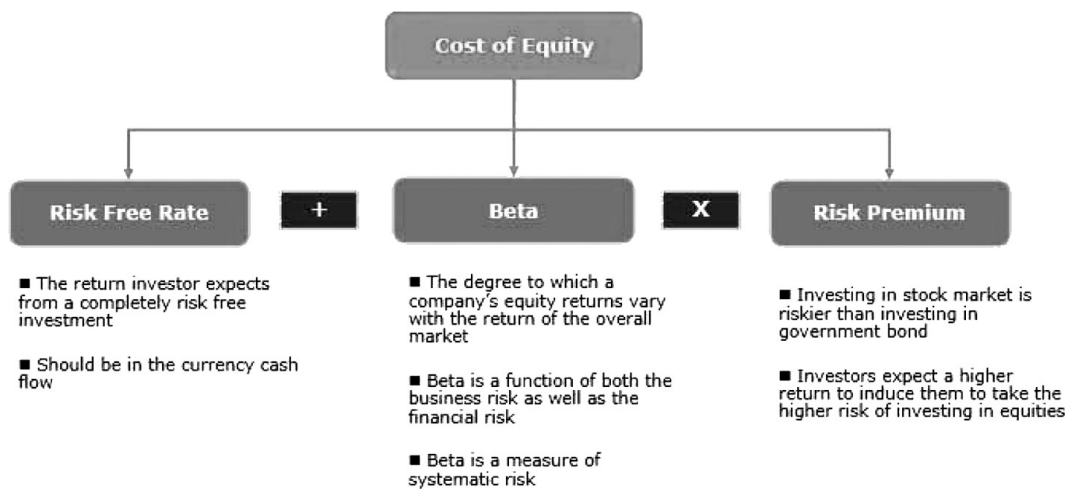 Cost of Equity
Risk Free Rate
+
Beta
X
Risk Premium
■ The return investor expects
from a completely risk free
investment
■ Should be in the currency cash
flow
■ The degree to which a
company's equity returns vary
with the return of the overall
market
■ Beta is a function of both the
business risk as well as the
financial risk
■ Beta is a measure of
systematic risk
■ Investing in stock market is
riskier than investing in
government bond
■ Investors expect a higher
return to induce them to take the
higher risk of investing in equities